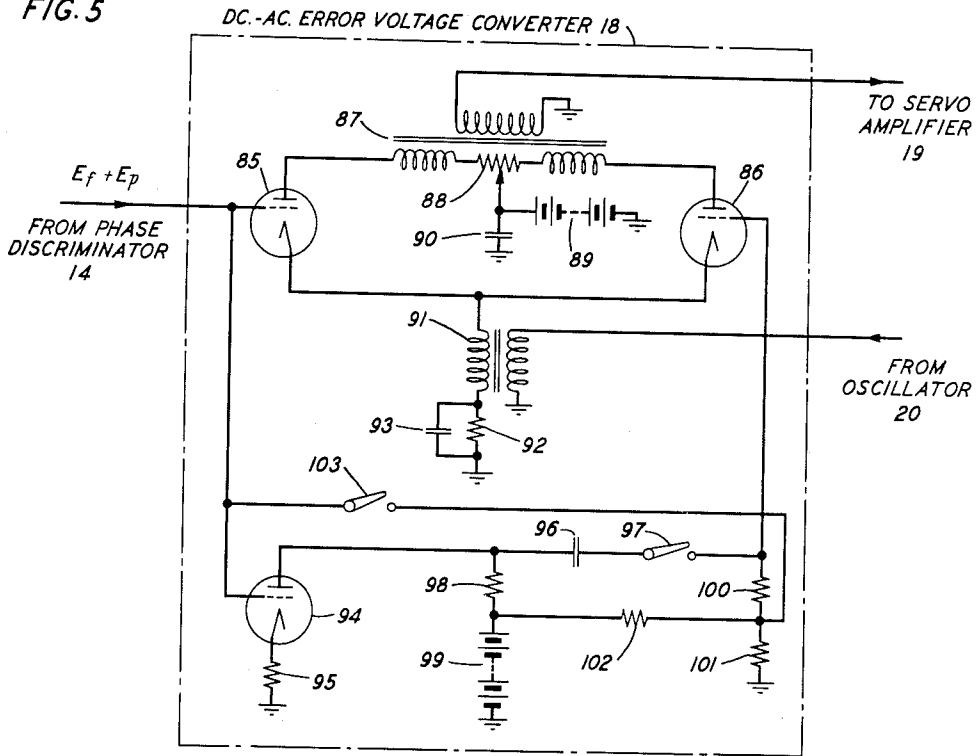 FIG. 5
DC.-AC. ERROR VOLTAGE CONVERTER 18
TO SERVO
AMPLIFIER
19
87
85
86
88
Ef + Ep
FROM PHASE
DISCRIMINATOR
14
90
89
91
FROM
OSCILLATOR
20
93
92
103
96
97
98
100
94
102
99
101
95